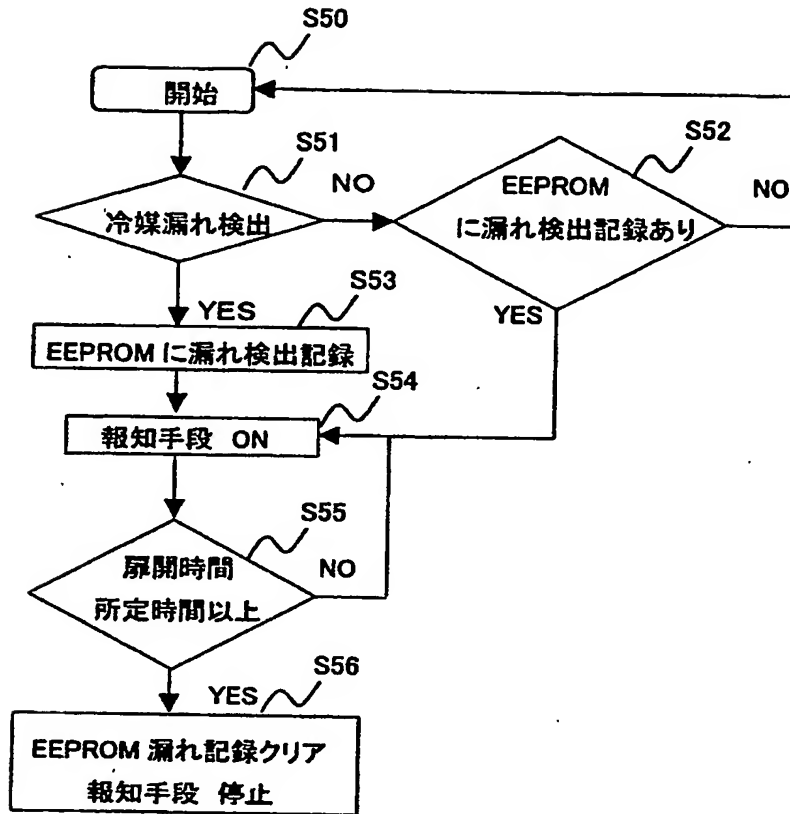 S50
開始
S51
冷媒漏れ検出
NO
S52
EEPROM
に漏れ検出記録あり
NO
YES
YES
S53
EEPROM に漏れ検出記録
S54
報知手段 ON
S55
扉開時間
所定時間以上
NO
S56
YES
EEPROM 漏れ記録クリア
報知手段 停止